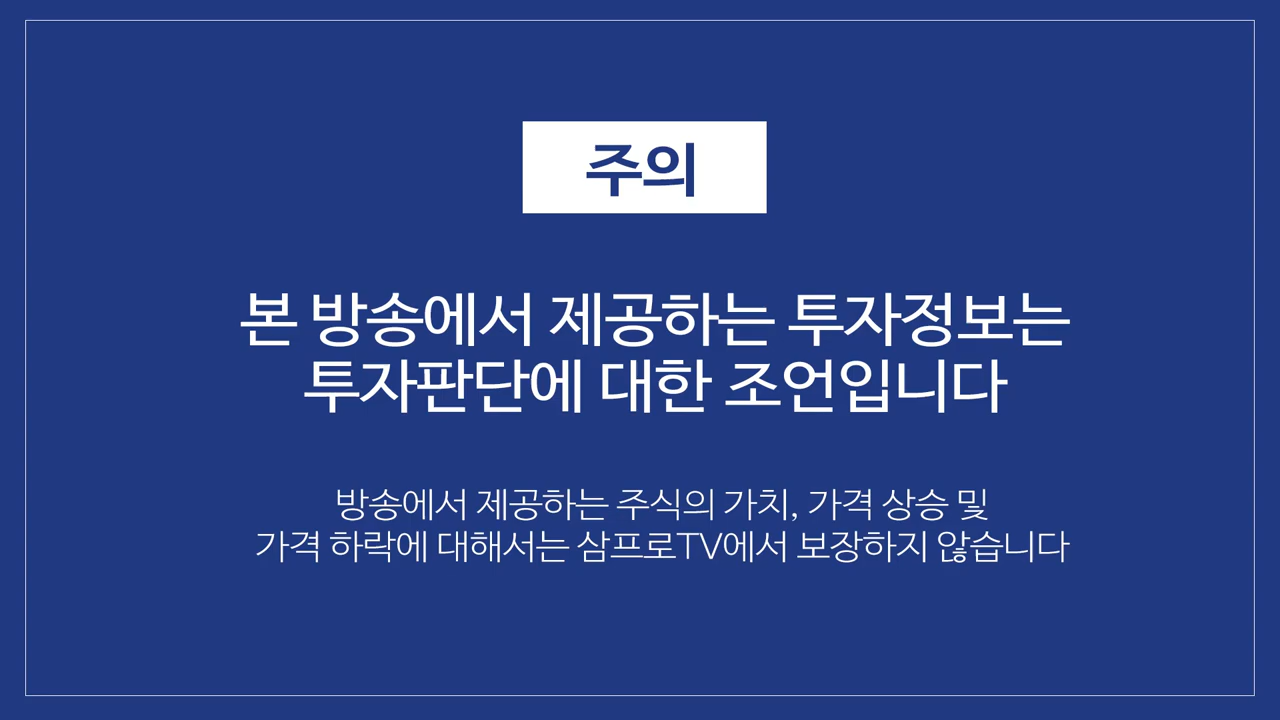 주의
본 방송에서 제공하는 투자정보는
투자판단에 대한 조언입니다
방송에서 제공하는 주식의 가치, 가격 상승 및
가격 하락에 대해서는 삼프로TV에서 보장하지 않습니다